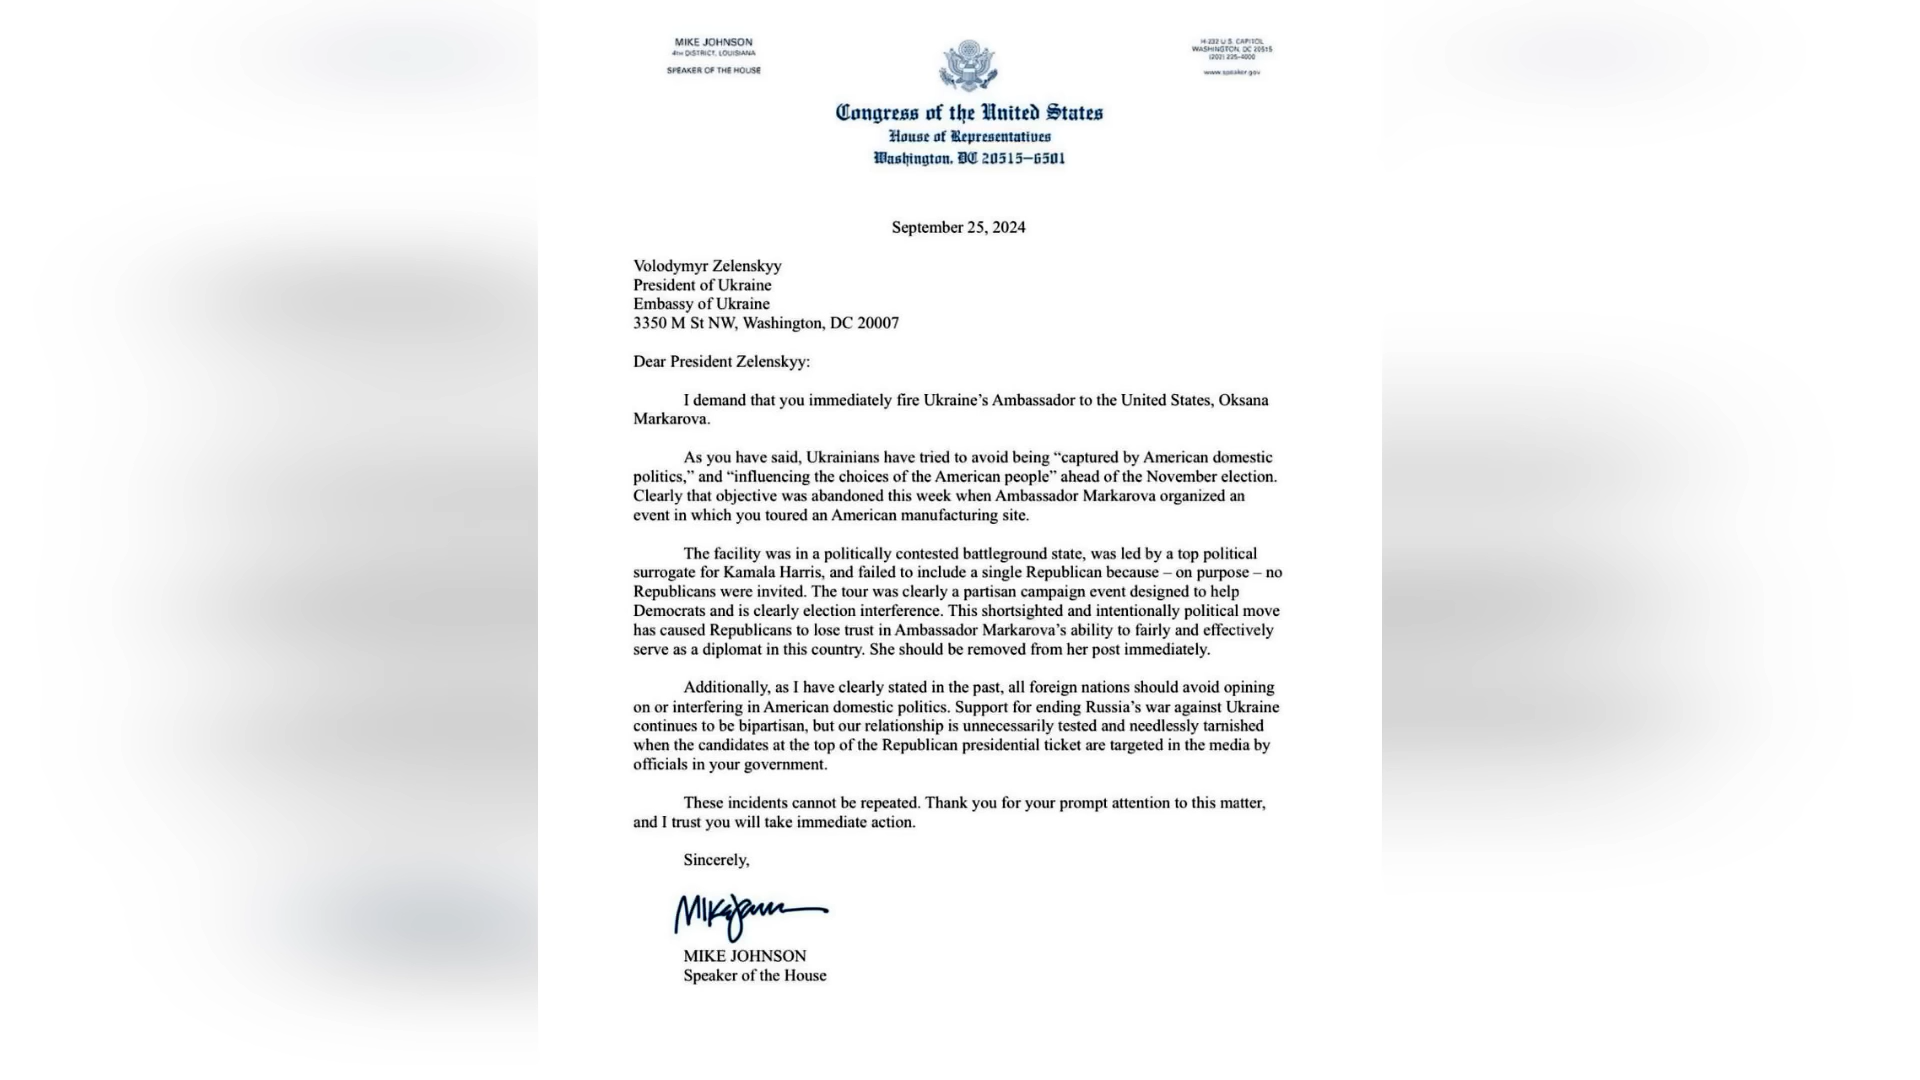 MIKE JOHNSON
4TH DISTRICT, LOUISIANA
SPEAKER OF THE HOUSE
H-232 U.S. CAPITOL
WASHINGTON, DC 20515
(202) 225-4000
www.speaker.gov
Congress of the United States
House of Representatives
Washington, DC 20515–6501
September 25, 2024
Volodymyr Zelenskyy
President of Ukraine
Embassy of Ukraine
3350 M St NW, Washington, DC 20007
Dear President Zelenskyy:
I demand that you immediately fire Ukraine’s Ambassador to the United States, Oksana
Markarova.
As you have said, Ukrainians have tried to avoid being “captured by American domestic
politics,” and “influencing the choices of the American people” ahead of the November election.
Clearly that objective was abandoned this week when Ambassador Markarova organized an
event in which you toured an American manufacturing site.
The facility was in a politically contested battleground state, was led by a top political
surrogate for Kamala Harris, and failed to include a single Republican because – on purpose – no
Republicans were invited. The tour was clearly a partisan campaign event designed to help
Democrats and is clearly election interference. This shortsighted and intentionally political move
has caused Republicans to lose trust in Ambassador Markarova’s ability to fairly and effectively
serve as a diplomat in this country. She should be removed from her post immediately.
Additionally, as I have clearly stated in the past, all foreign nations should avoid opining
on or interfering in American domestic politics. Support for ending Russia’s war against Ukraine
continues to be bipartisan, but our relationship is unnecessarily tested and needlessly tarnished
when the candidates at the top of the Republican presidential ticket are targeted in the media by
officials in your government.
These incidents cannot be repeated. Thank you for your prompt attention to this matter,
and I trust you will take immediate action.
Sincerely,
MIKE JOHNSON
Speaker of the House